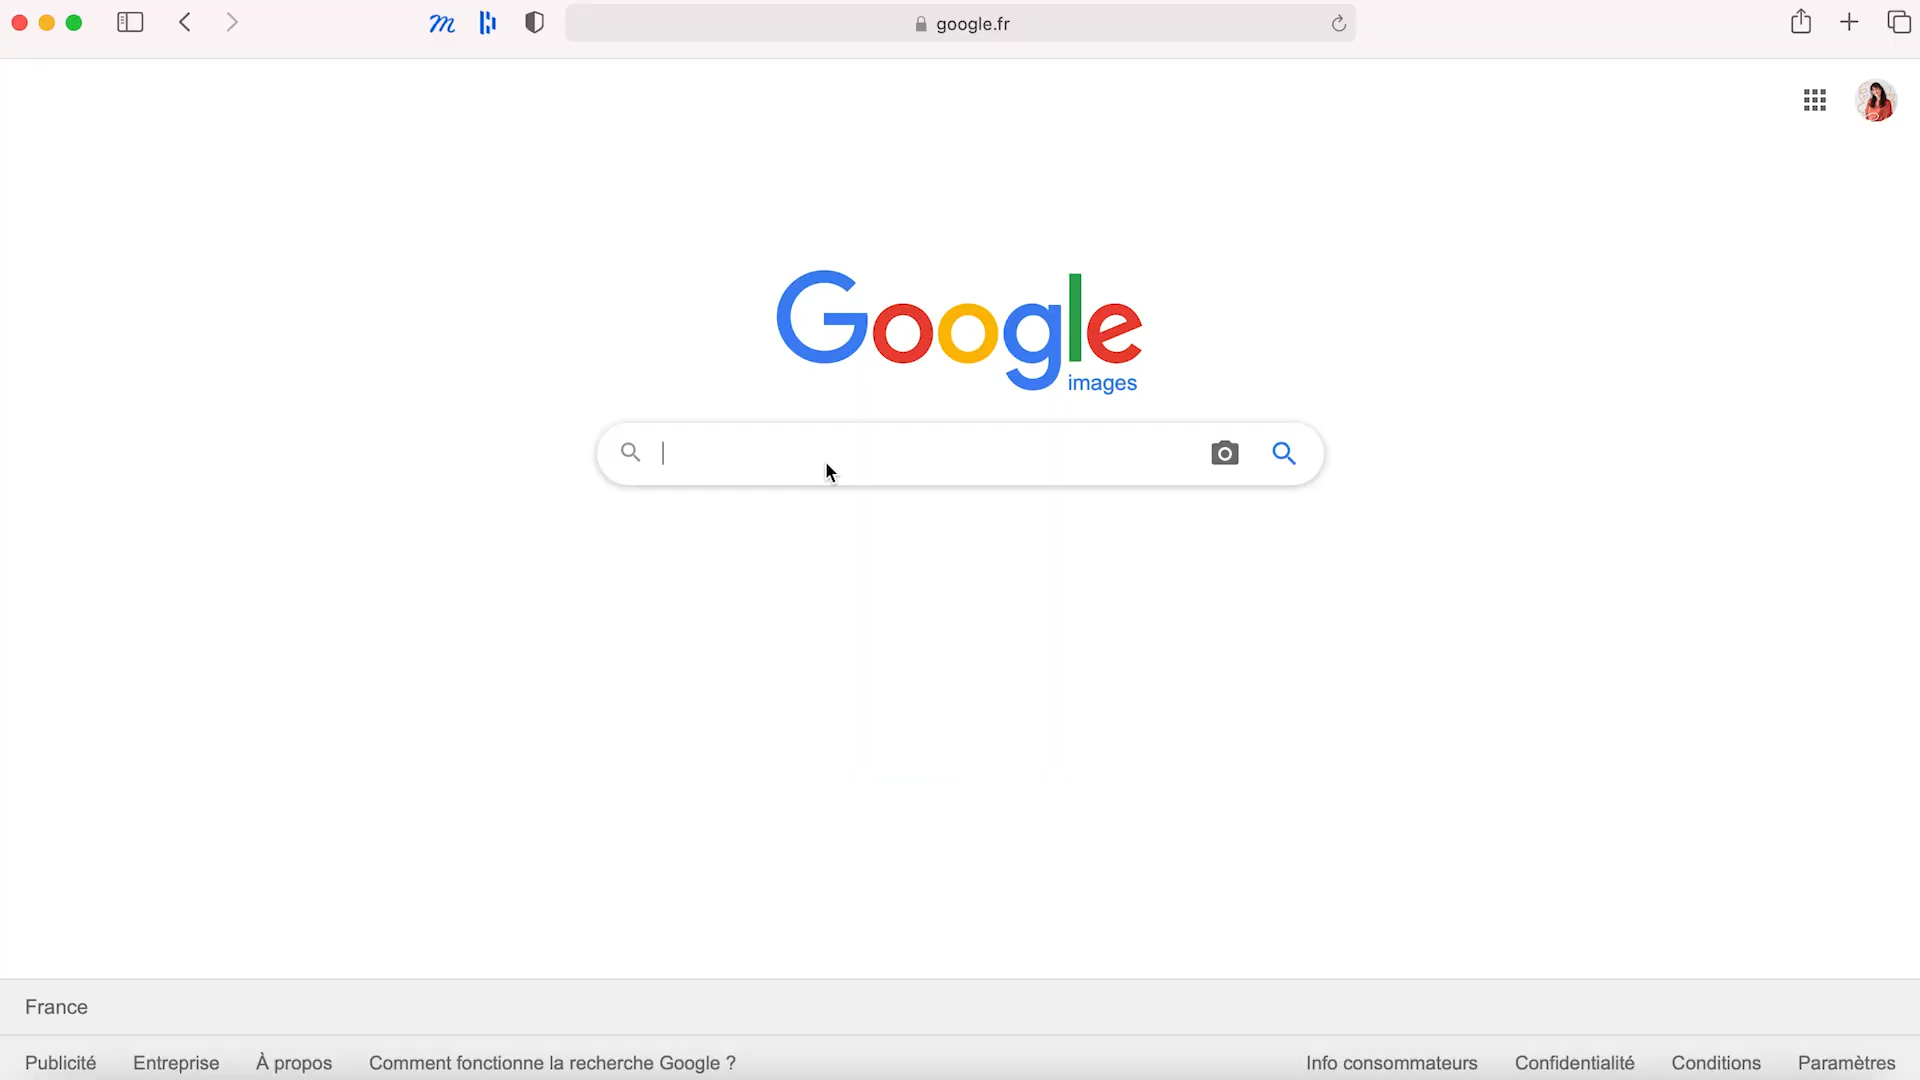 google.fr
Google
images
France
Publicité Entreprise À propos Comment fonctionne la recherche Google ? Info consommateurs Confidentialité Conditions Paramètres